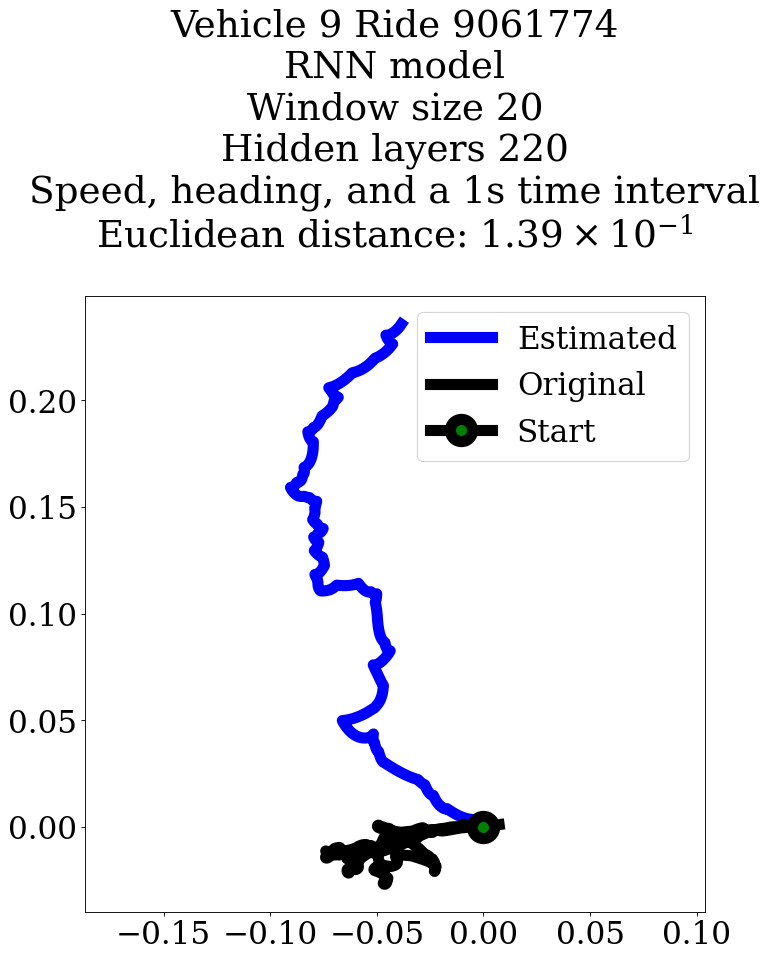 Vehicle 9 Ride 9061774
RNN model
Window size 20
Hidden layers 220
Speed, heading, and a 1s time interval
Euclidean distance: 1.39 × 10⁻¹
Estimated
Original
Start
0.20
0.15
0.10
0.05
0.00
−0.15 −0.10 −0.05 0.00 0.05 0.10